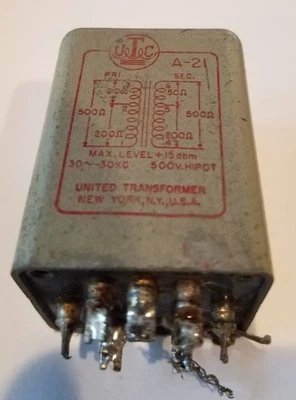 UTC
A-21
PRI. SEC.
50Ω 50Ω
500Ω 500Ω
200Ω 200Ω
MAX. LEVEL +15 dbm
30~-30KC 500V. HIPOT
UNITED TRANSFORMER
NEW YORK, N.Y., U.S.A.